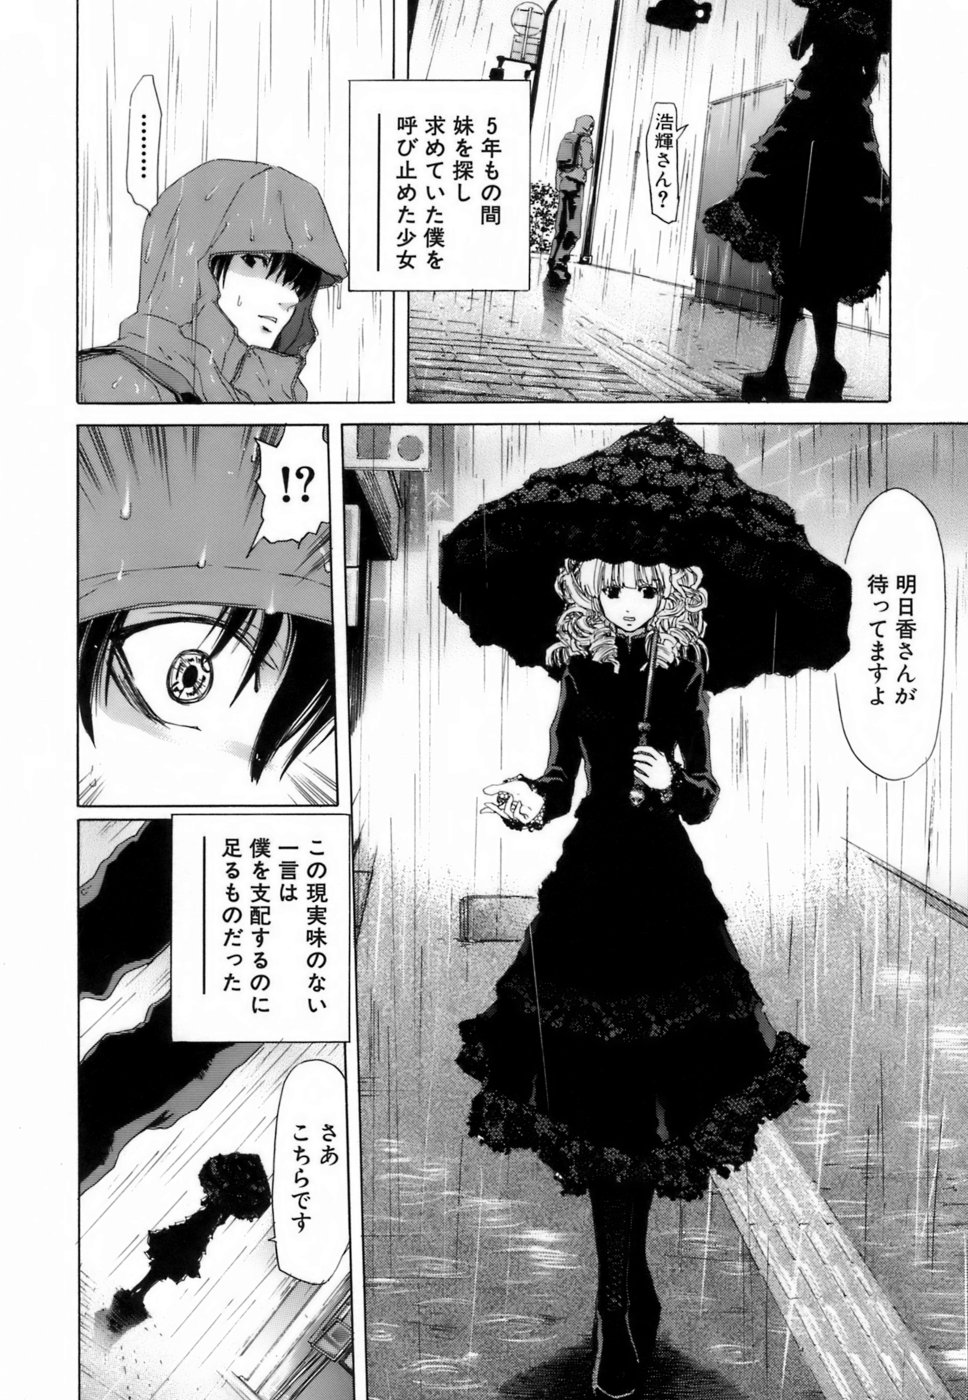 浩輝さん?
5年もの間
妹を探し
求めていた僕を
呼び止めた少女
………
明日香さんが
待ってますよ
!?
この現実味のない
一言は
僕を支配するのに
足るものだった
さあ
こちらです